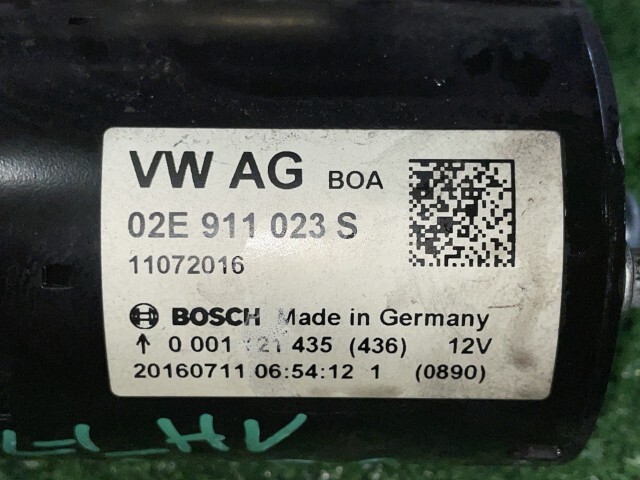 VW AG BOA
02E 911 023 S
11072016
BOSCH Made in Germany
↑ 0 001 121 435 (436) 12V
20160711 06:54:12 1 (0890)